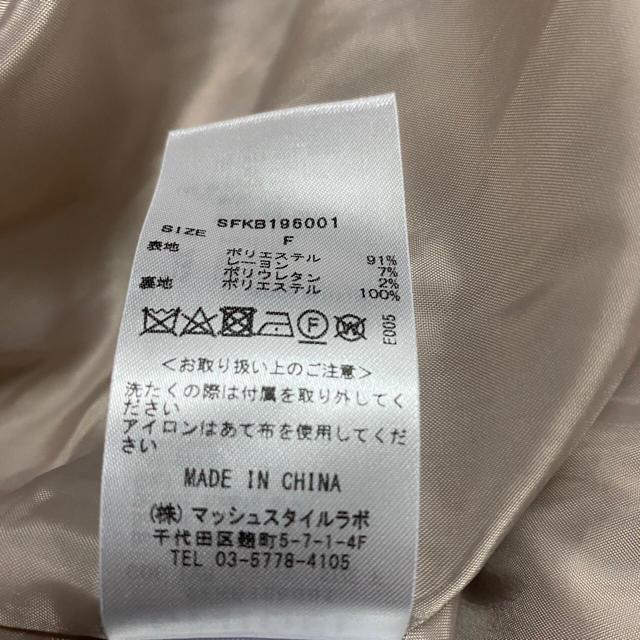 SFKB196001
SIZE F
表地 ポリエステル 91%
レーヨン 7%
ポリウレタン 2%
裏地 ポリエステル 100%
F W E005
<お取り扱い上のご注意>
洗たくの際は付属を取り外してく
ださい
アイロンはあて布を使用してくだ
さい
MADE IN CHINA
(株) マッシュスタイルラボ
千代田区麹町5-7-1-4F
TEL 03-5778-4105